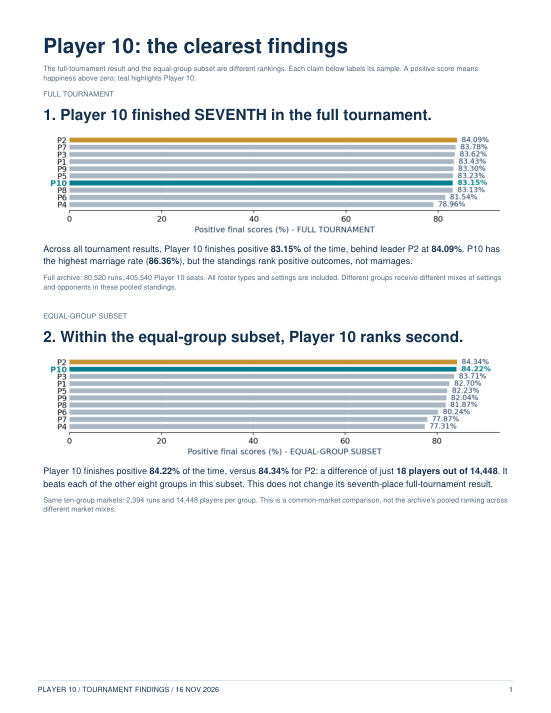 Player 10: the clearest findings
The full-tournament result and the equal-group subset are different rankings. Each claim below labels its sample. A positive score means
happiness above zero; teal highlights Player 10.
FULL TOURNAMENT
1. Player 10 finished SEVENTH in the full tournament.
P2 84.09%
P7 83.78%
P3 83.62%
P1 83.43%
P9 83.30%
P5 83.23%
P10 83.15%
P8 83.13%
P6 81.54%
P4 78.96%
0 20 40 60 80
Positive final scores (%) - FULL TOURNAMENT
Across all tournament results, Player 10 finishes positive 83.15% of the time, behind leader P2 at 84.09%. P10 has
the highest marriage rate (86.36%), but the standings rank positive outcomes, not marriages.
Full archive: 80,520 runs; 405,540 Player 10 seats. All roster types and settings are included. Different groups receive different mixes of settings
and opponents in these pooled standings.
EQUAL-GROUP SUBSET
2. Within the equal-group subset, Player 10 ranks second.
P2 84.34%
P10 84.22%
P3 83.71%
P1 82.70%
P5 82.23%
P9 82.04%
P8 81.87%
P6 80.24%
P7 77.87%
P4 77.31%
0 20 40 60 80
Positive final scores (%) - EQUAL-GROUP SUBSET
Player 10 finishes positive 84.22% of the time, versus 84.34% for P2: a difference of just 18 players out of 14,448. It
beats each of the other eight groups in this subset. This does not change its seventh-place full-tournament result.
Same ten-group markets: 2,394 runs and 14,448 players per group. This is a common-market comparison, not the archive's pooled ranking across
different market mixes.
PLAYER 10 / TOURNAMENT FINDINGS / 16 NOV 2026 1